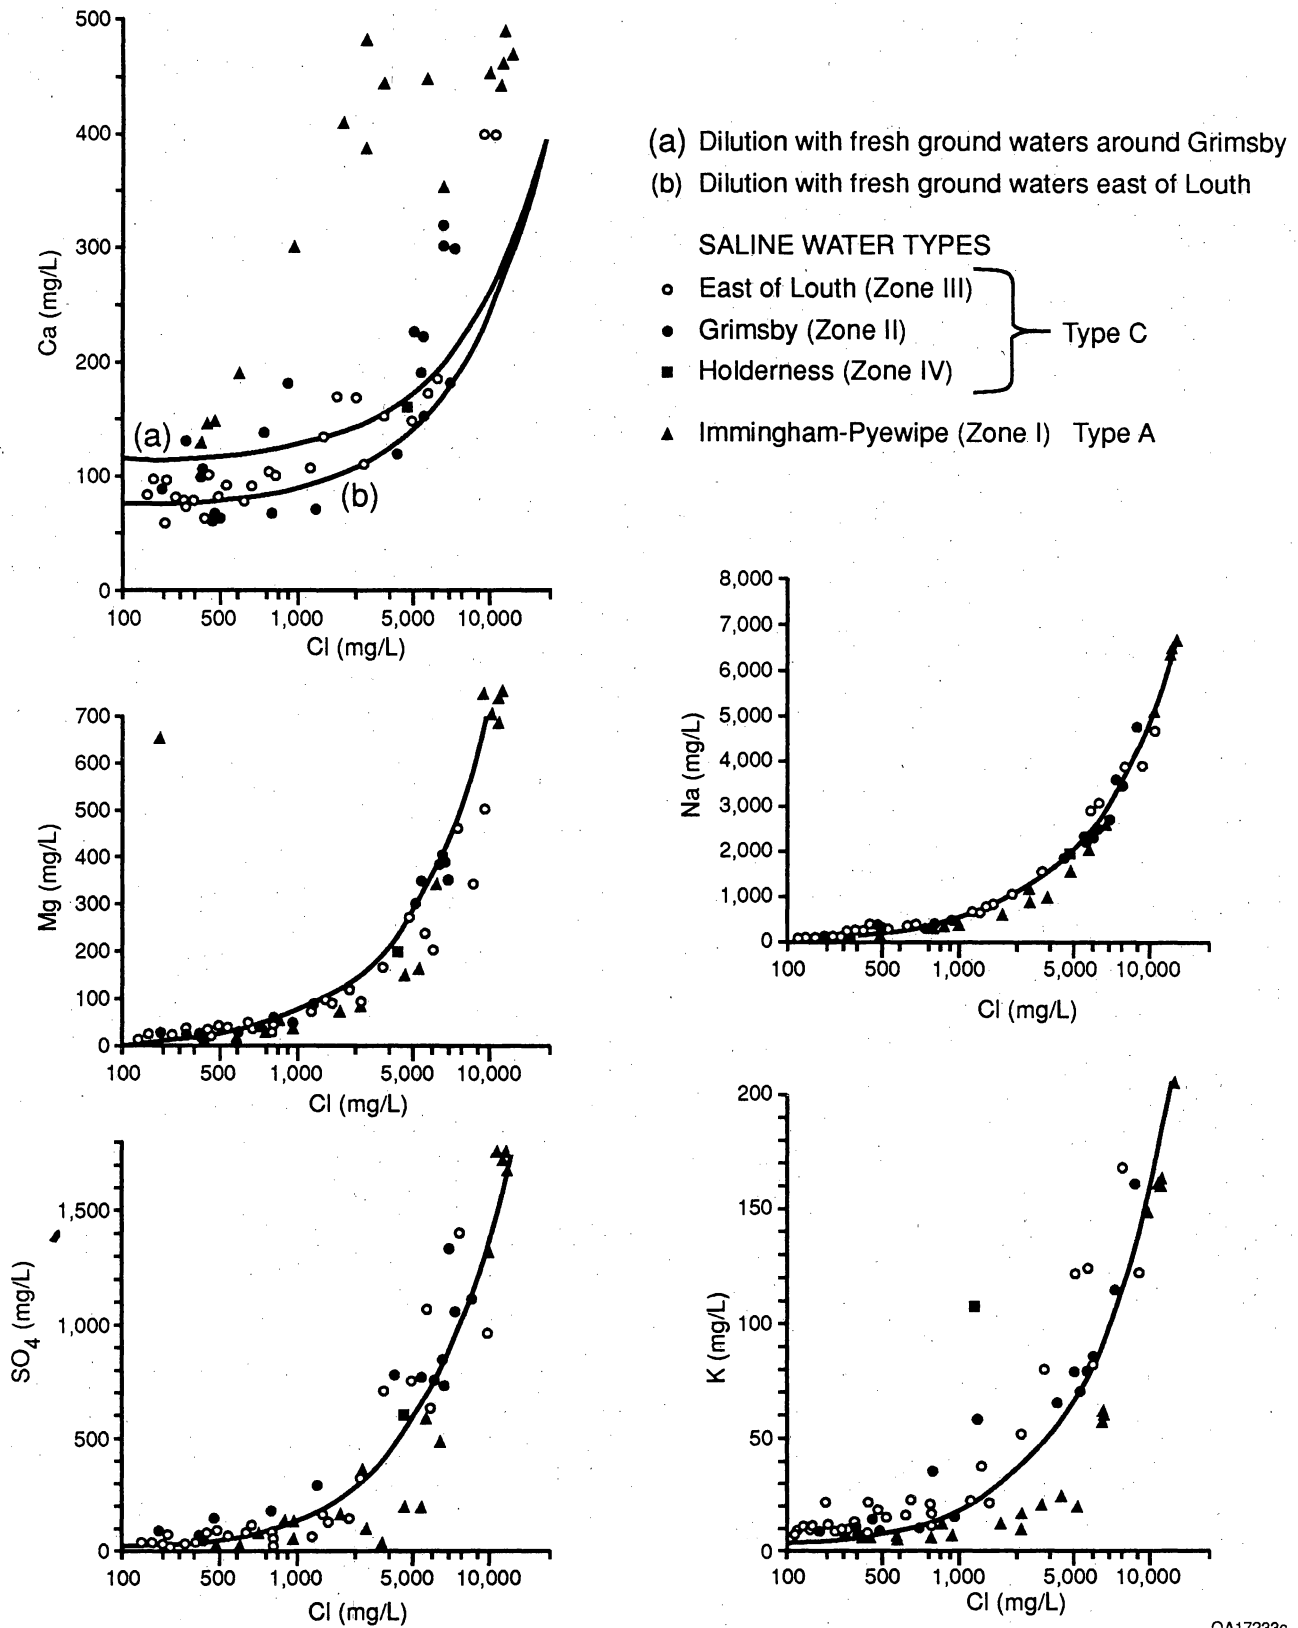 500
400
300
200
100
0
Ca (mg/L)
(a)
(b)
100 500 1,000 5,000 10,000
Cl (mg/L)
(a) Dilution with fresh ground waters around Grimsby
(b) Dilution with fresh ground waters east of Louth
SALINE WATER TYPES
East of Louth (Zone III)
Grimsby (Zone II)
Holderness (Zone IV)
Type C
Immingham-Pyewipe (Zone I) Type A
8,000
7,000
6,000
5,000
4,000
3,000
2,000
1,000
0
Na (mg/L)
100 500 1,000 5,000 10,000
Cl (mg/L)
700
600
500
400
300
200
100
0
Mg (mg/L)
100 500 1,000 5,000 10,000
Cl (mg/L)
1,500
1,000
500
0
SO4 (mg/L)
100 500 1,000 5,000 10,000
Cl (mg/L)
200
150
100
50
0
K (mg/L)
100 500 1,000 5,000 10,000
Cl (mg/L)